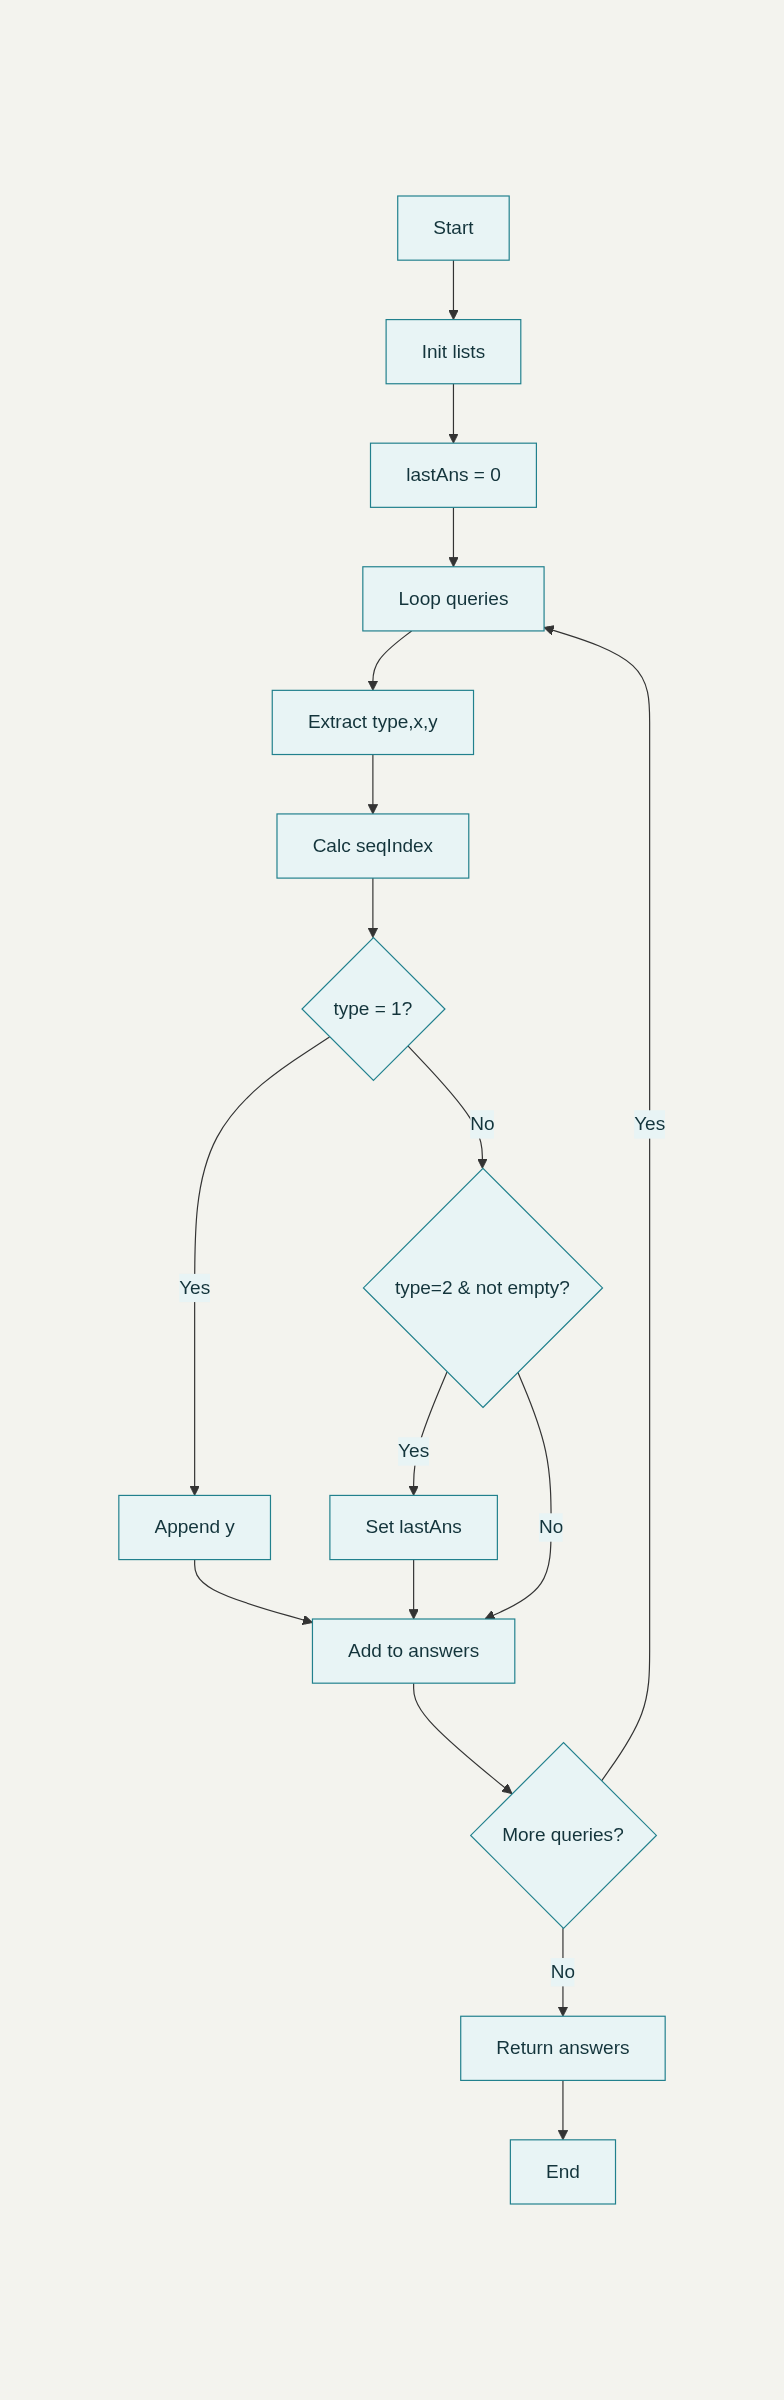 Start
Init lists
lastAns = 0
Loop queries
Extract type,x,y
Calc seqIndex
type = 1?
No
Yes
type=2 & not empty?
Yes
Yes
No
Append y
Set lastAns
Add to answers
More queries?
No
Return answers
End